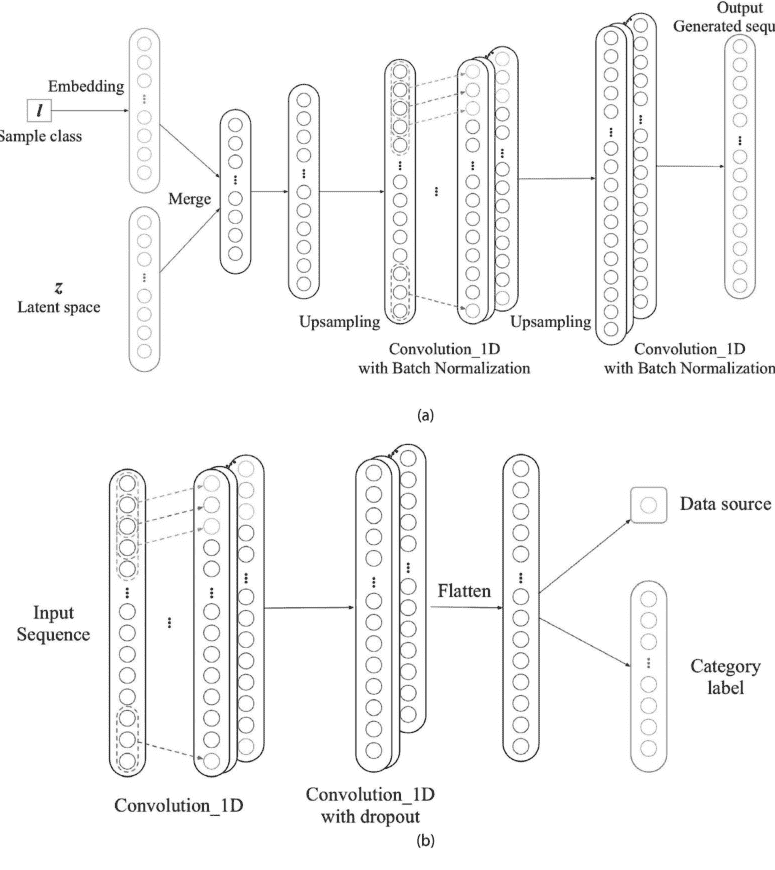 Output
Generated sequ
Embedding
l
Sample class
Merge
z
Latent space
Upsampling
Upsampling
Convolution_1D
with Batch Normalization
Convolution_1D
with Batch Normalization
(a)
Data source
Flatten
Input
Sequence
Category
label
Convolution_1D
Convolution_1D
with dropout
(b)